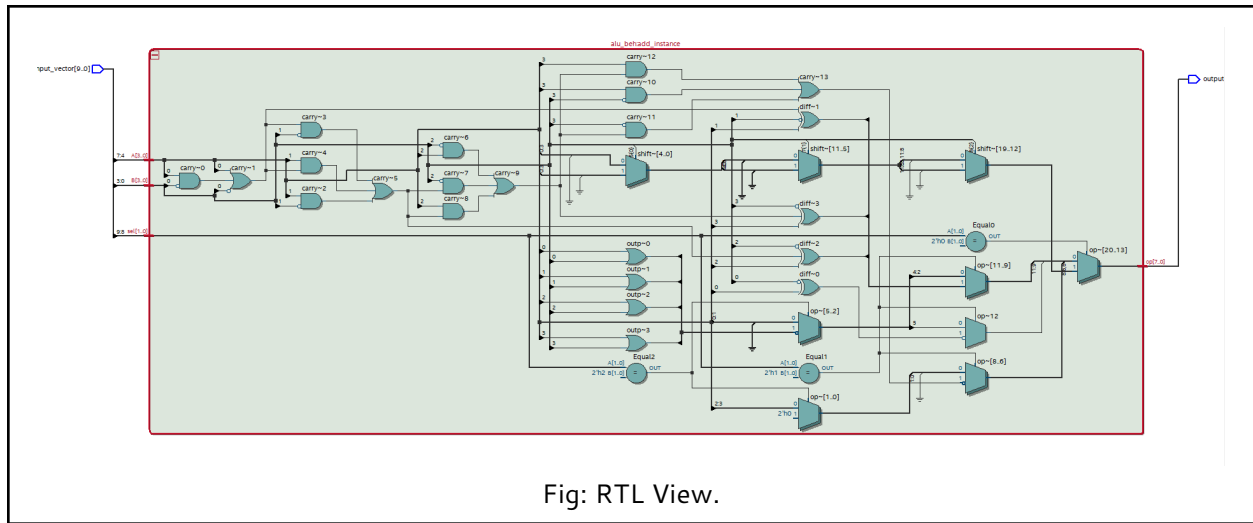 alu_beh:add_instance
nput_vector[9..0]
output
A[3..0]
B[3..0]
sel[1..0]
op[7..0]
7:4
3:0
9:8
carry~0
carry~1
carry~3
carry~4
carry~2
carry~5
carry~6
carry~7
carry~8
carry~9
carry~12
carry~10
carry~11
carry~13
diff~1
shift~[4..0]
shift~[11..5]
shift~[19..12]
diff~3
diff~2
diff~0
outp~0
outp~1
outp~2
outp~3
Equal0
A[1..0]
2'h0 B[1..0]
OUT
op~[20..13]
op~[11..9]
op~12
op~[8..6]
op~[5..2]
4:2
5
Equal2
A[1..0]
2'h2 B[1..0]
OUT
Equal1
A[1..0]
2'h1 B[1..0]
OUT
op~[1..0]
2:3
2'h0
Fig: RTL View.